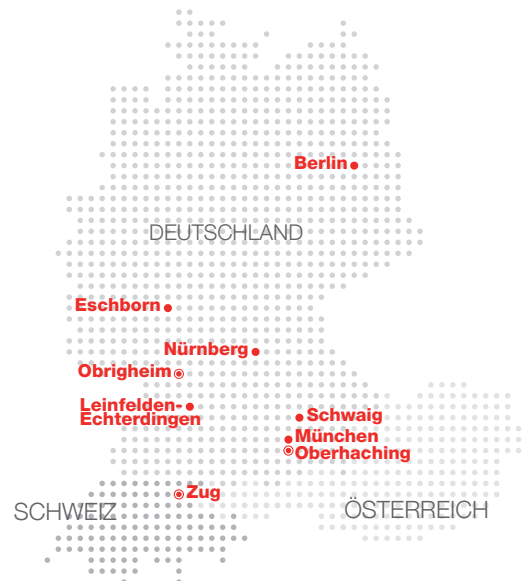 Berlin
DEUTSCHLAND
Eschborn
Nürnberg
Obrigheim
Leinfelden-
Echterdingen
Schwaig
München
Oberhaching
Zug
SCHWEIZ
ÖSTERREICH